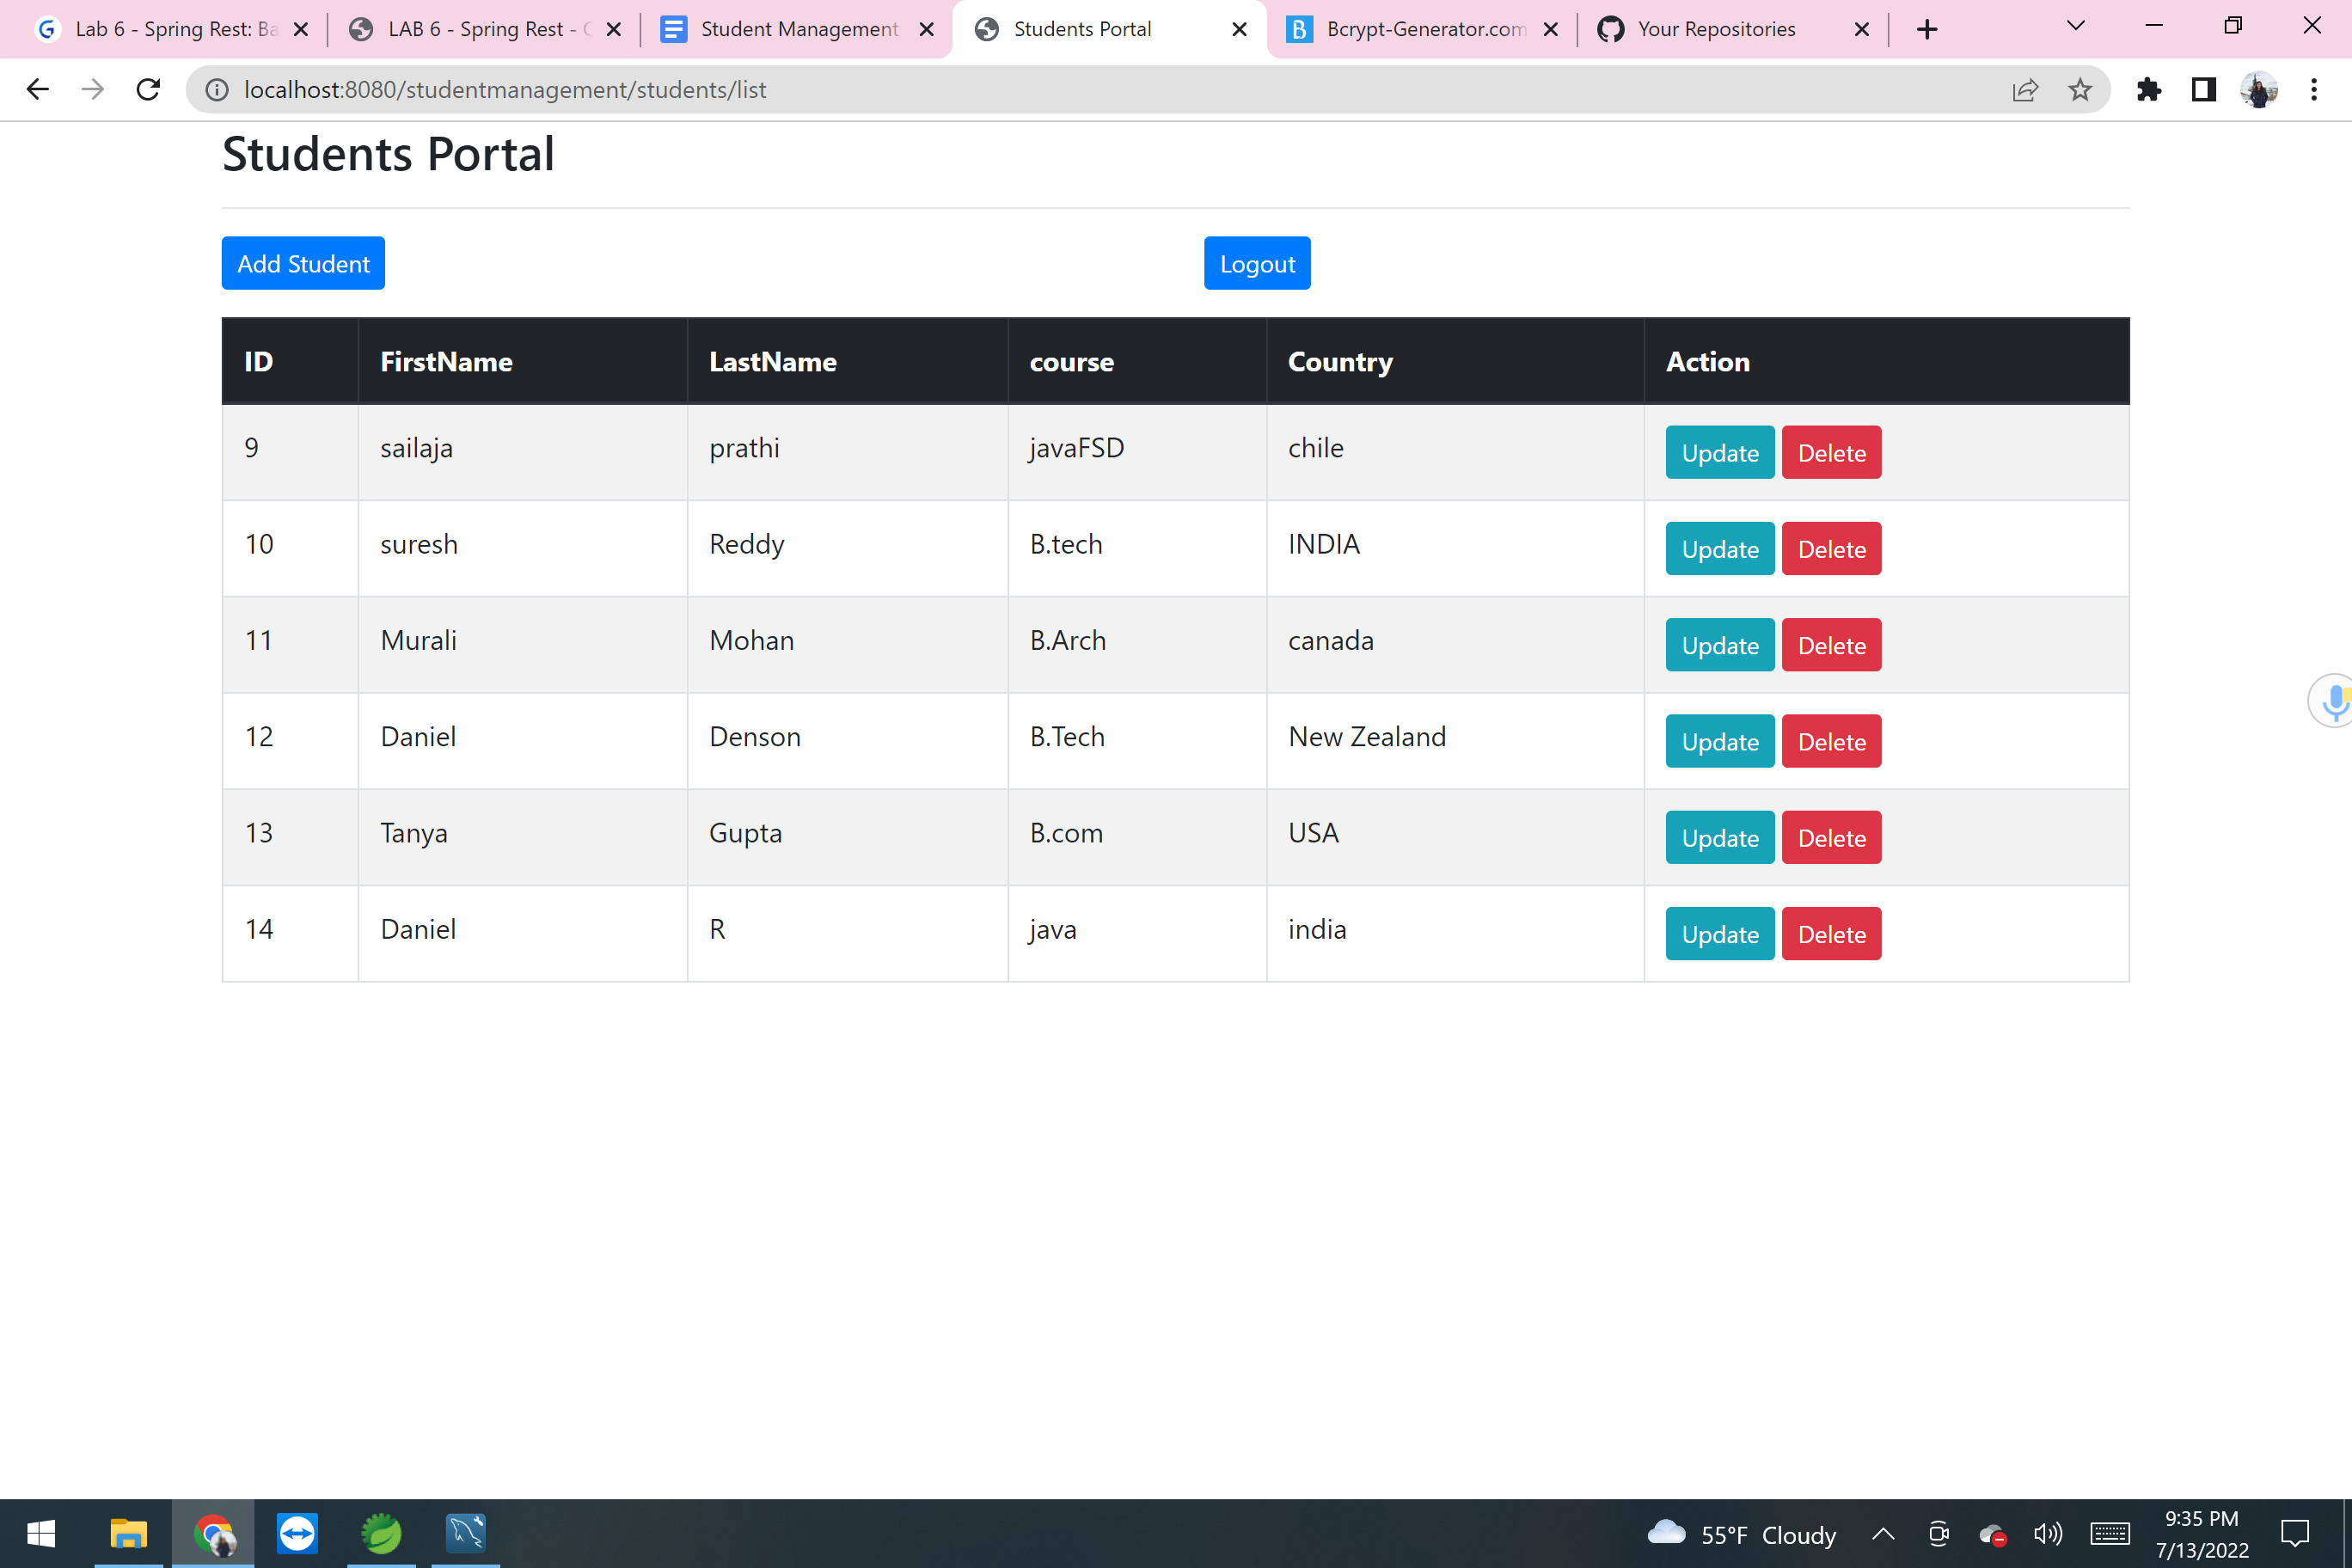 Lab 6 - Spring Rest: Ba
LAB 6 - Spring Rest -
Student Management
Students Portal
Bcrypt-Generator.com
Your Repositories
localhost:8080/studentmanagement/students/list
Students Portal
Add Student Logout
ID FirstName LastName course Country Action
9 sailaja prathi javaFSD chile Update Delete
10 suresh Reddy B.tech INDIA Update Delete
11 Murali Mohan B.Arch canada Update Delete
12 Daniel Denson B.Tech New Zealand Update Delete
13 Tanya Gupta B.com USA Update Delete
14 Daniel R java india Update Delete
55°F Cloudy
9:35 PM
7/13/2022